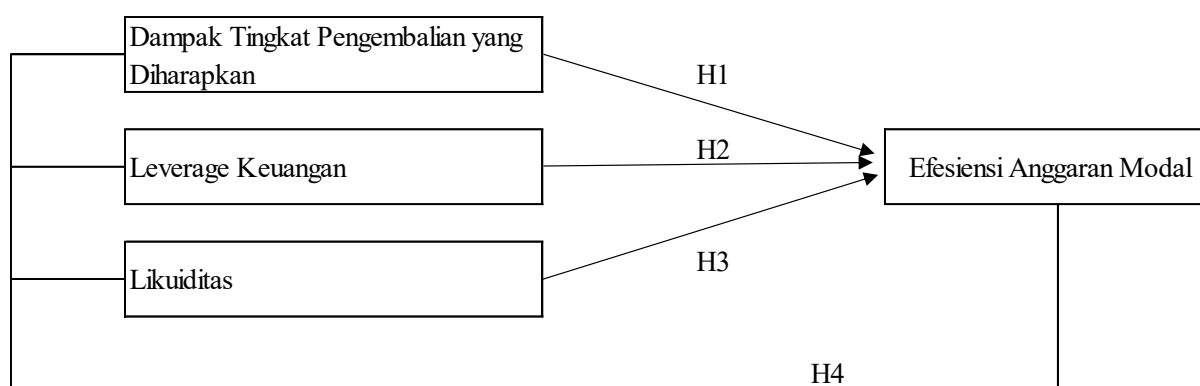 Dampak Tingkat Pengembalian yang
Diharapkan
H1
Leverage Keuangan
H2
Efesiensi Anggaran Modal
Likuiditas
H3
H4